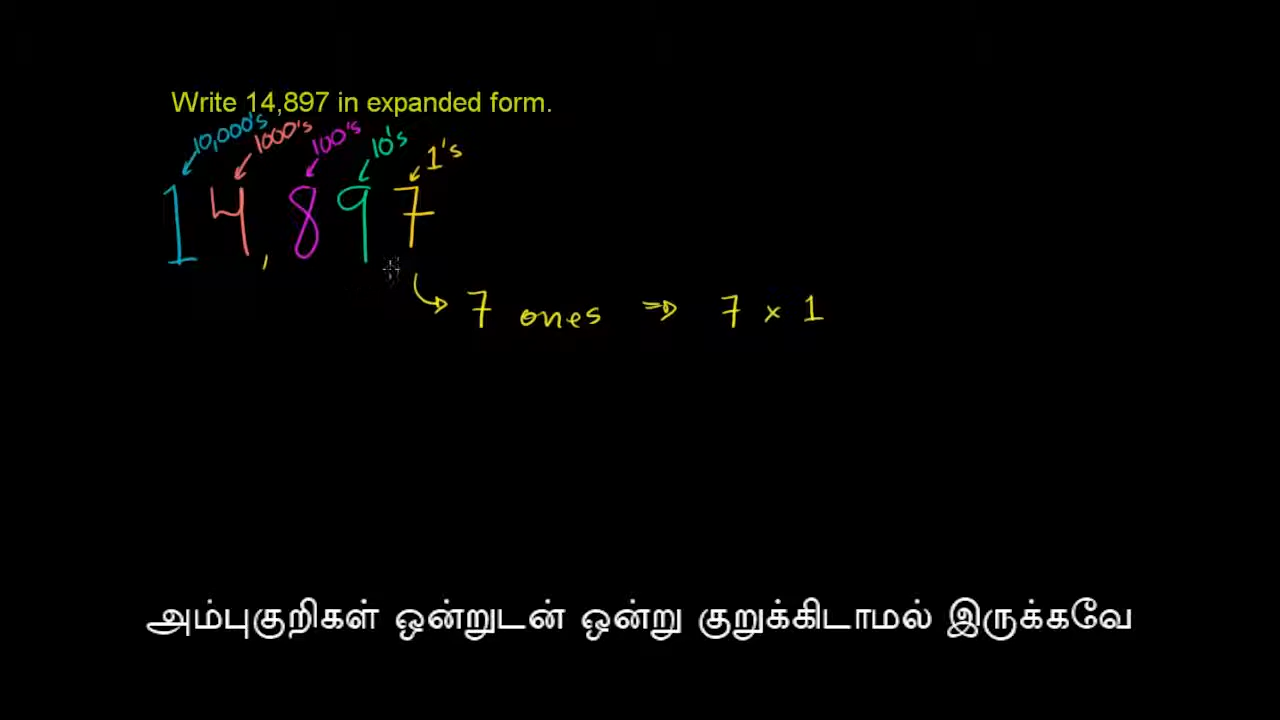 Write 14,897 in expanded form.
10,000's 1000's 100's 10's 1's
14,897
7 ones ⇒ 7 × 1
அம்புகுறிகள் ஒன்றுடன் ஒன்று குறுக்கிடாமல் இருக்கவே